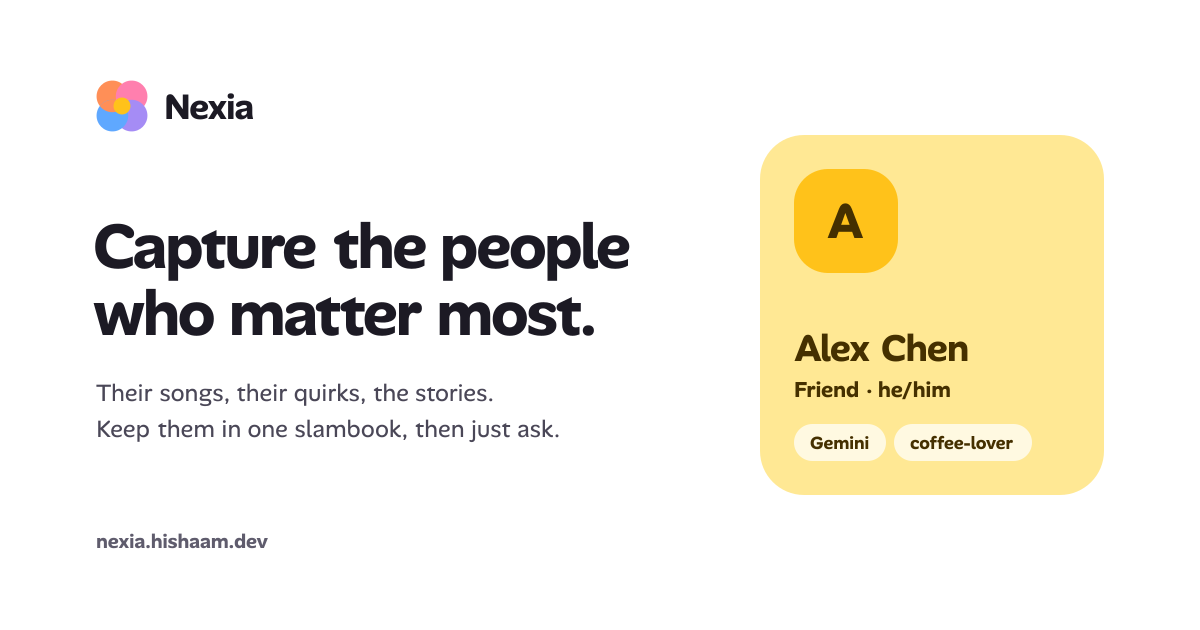 Nexia
Capture the people
who matter most.
Their songs, their quirks, the stories.
Keep them in one slambook, then just ask.
nexia.hishaam.dev
A
Alex Chen
Friend · he/him
Gemini
coffee-lover